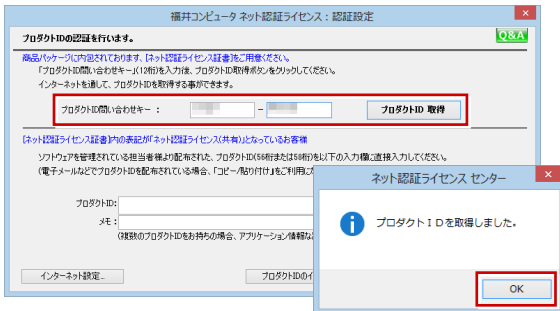 福井コンピュータ ネット認証ライセンス：認証設定
プロダクトIDの認証を行います。
Q&A
商品パッケージに内包されております、[ネット認証ライセンス証書]をご用意ください。
「プロダクトID問い合わせキー」(12桁)を入力後、プロダクトID取得ボタンをクリックしてください。
インターネットを通して、プロダクトIDを取得する事ができます。
プロダクトID問い合わせキー ：
－
プロダクトID 取得
[ネット認証ライセンス証書]内の表記が「ネット認証ライセンス(共有)」となっているお客様
ソフトウェアを管理されている担当者様より配布された、プロダクトID(56桁または58桁)を以下の入力欄に直接入力してください。
(電子メールなどでプロダクトIDを配布されている場合、「コピー/貼り付け」をご利用に
プロダクトID:
メモ :
(複数のプロダクトIDをお持ちの場合、アプリケーション情報な
インターネット設定...
プロダクトIDのイ
ネット認証ライセンス センター
プロダクトＩＤを取得しました。
OK